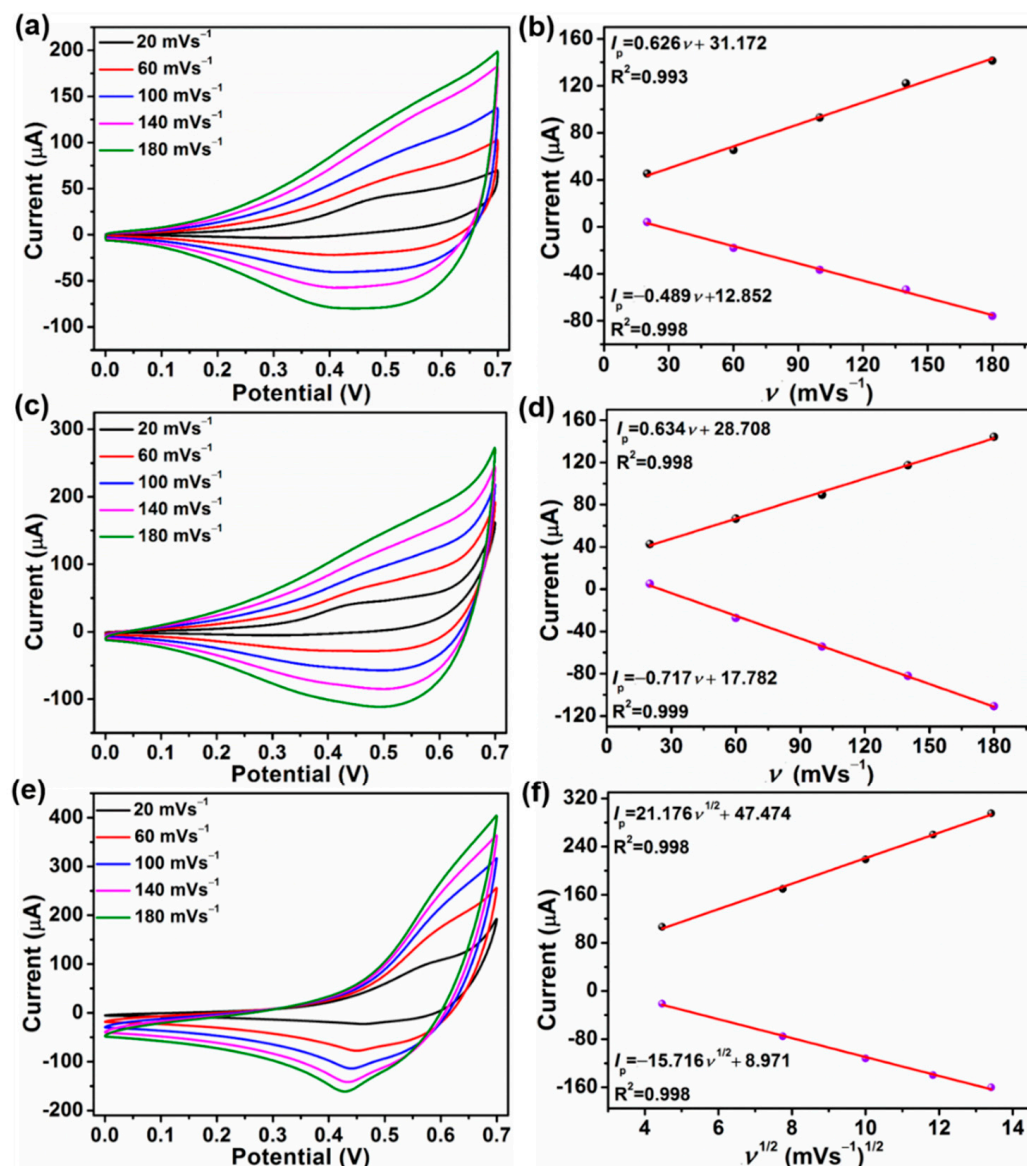 (a)
20 mVs⁻¹
60 mVs⁻¹
100 mVs⁻¹
140 mVs⁻¹
180 mVs⁻¹
200
150
100
50
0
-50
-100
Current (μA)
0.0 0.1 0.2 0.3 0.4 0.5 0.6 0.7
Potential (V)
(b)
Iₚ=0.626ν+31.172
R²=0.993
Iₚ=−0.489ν+12.852
R²=0.998
160
120
80
40
0
-40
-80
Current (μA)
0 30 60 90 120 150 180
ν (mVs⁻¹)
(c)
20 mVs⁻¹
60 mVs⁻¹
100 mVs⁻¹
140 mVs⁻¹
180 mVs⁻¹
300
200
100
0
-100
Current (μA)
0.0 0.1 0.2 0.3 0.4 0.5 0.6 0.7
Potential (V)
(d)
Iₚ=0.634ν+28.708
R²=0.998
Iₚ=−0.717ν+17.782
R²=0.999
160
120
80
40
0
-40
-80
-120
Current (μA)
0 30 60 90 120 150 180
ν (mVs⁻¹)
(e)
20 mVs⁻¹
60 mVs⁻¹
100 mVs⁻¹
140 mVs⁻¹
180 mVs⁻¹
400
300
200
100
0
-100
-200
Current (μA)
0.0 0.1 0.2 0.3 0.4 0.5 0.6 0.7
Potential (V)
(f)
Iₚ=21.176ν¹ᐟ²+47.474
R²=0.998
Iₚ=−15.716ν¹ᐟ²+8.971
R²=0.998
320
240
160
80
0
-80
-160
Current (μA)
4 6 8 10 12 14
ν¹ᐟ² (mVs⁻¹)¹ᐟ²